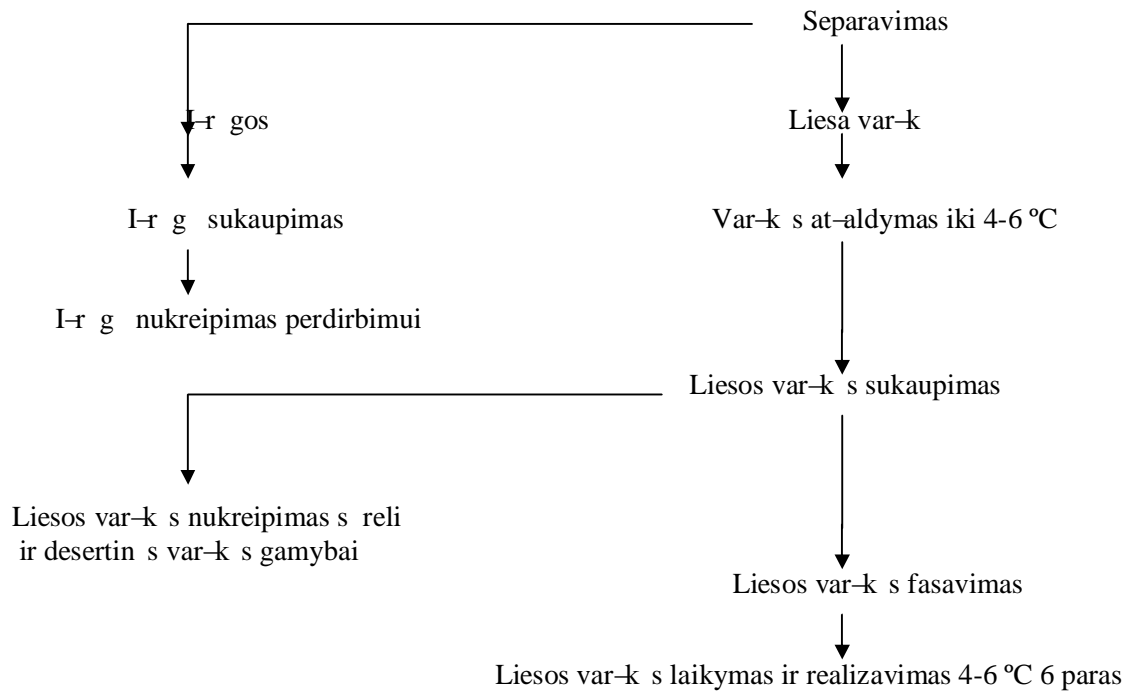 Separavimas
I–r gos
Liesa var–k
I–r g sukaupimas
Var–k s at–aldymas iki 4-6 ºC
I–r g nukreipimas perdirbimui
Liesos var–k s sukaupimas
Liesos var–k s nukreipimas s reli
ir desertin s var–k s gamybai
Liesos var–k s fasavimas
Liesos var–k s laikymas ir realizavimas 4-6 ºC 6 paras